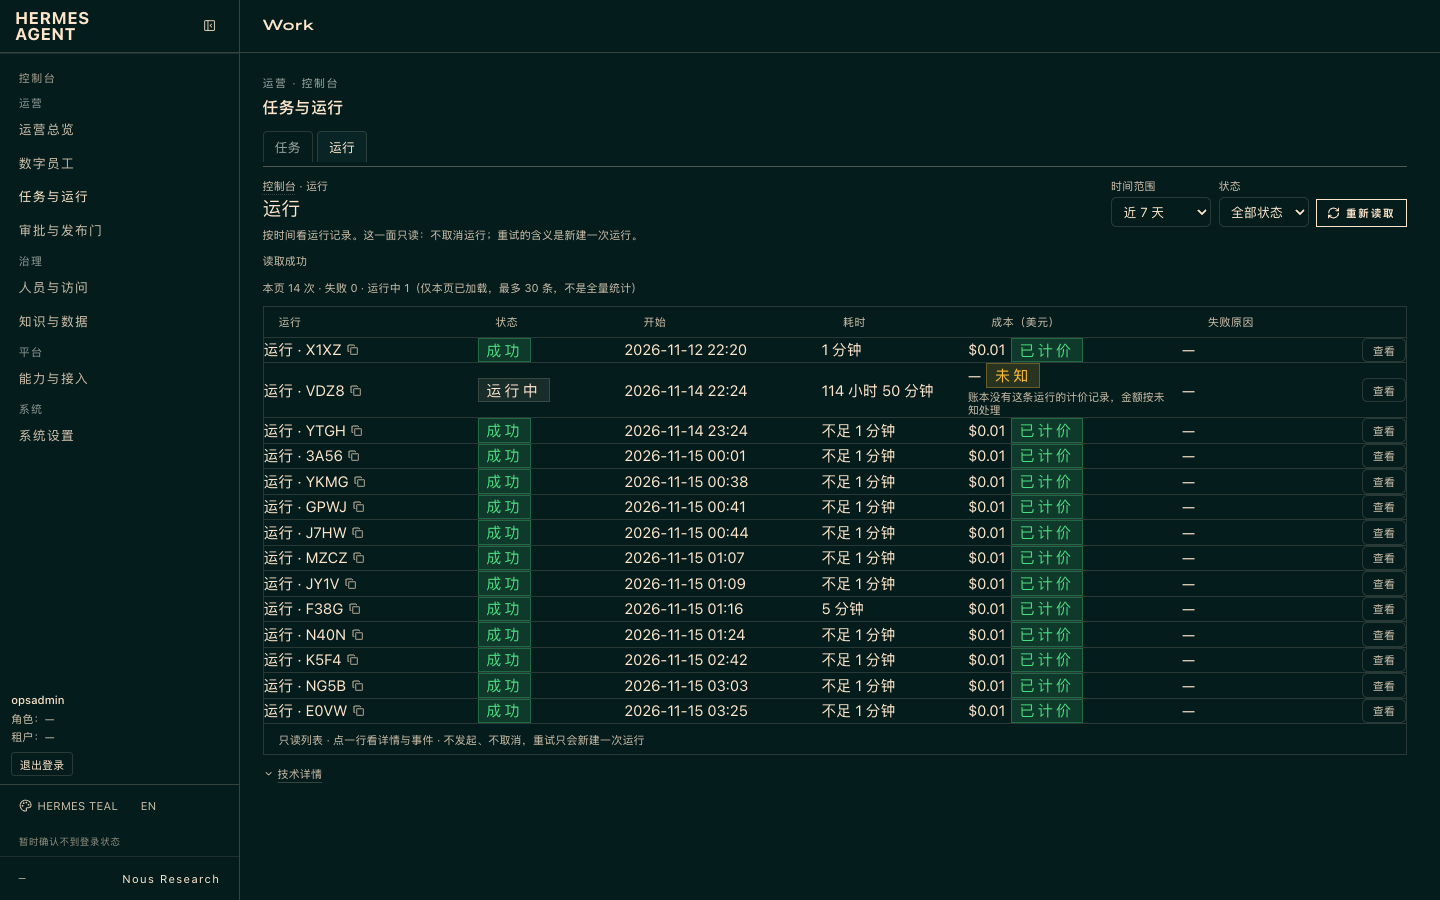 HERMES
AGENT
控制台
运营
运营总览
数字员工
任务与运行
审批与发布门
治理
人员与访问
知识与数据
平台
能力与接入
系统
系统设置
opsadmin
角色: —
租户: —
退出登录
HERMES TEAL EN
暂时确认不到登录状态
— Nous Research
Work
运营 · 控制台
任务与运行
任务 运行
控制台 · 运行
运行
按时间看运行记录。这一面只读：不取消运行；重试的含义是新建一次运行。
时间范围 状态
近 7 天 全部状态 重新读取
读取成功
本页 14 次 · 失败 0 · 运行中 1（仅本页已加载，最多 30 条，不是全量统计）
运行 状态 开始 耗时 成本（美元） 失败原因
运行 · X1XZ 成功 2026-11-12 22:20 1 分钟 $0.01 已计价 — 查看
运行 · VDZ8 运行中 2026-11-14 22:24 114 小时 50 分钟 — 未知 — 查看
账本没有这条运行的计价记录，金额按未
知处理
运行 · YTGH 成功 2026-11-14 23:24 不足 1 分钟 $0.01 已计价 — 查看
运行 · 3A56 成功 2026-11-15 00:01 不足 1 分钟 $0.01 已计价 — 查看
运行 · YKMG 成功 2026-11-15 00:38 不足 1 分钟 $0.01 已计价 — 查看
运行 · GPWJ 成功 2026-11-15 00:41 不足 1 分钟 $0.01 已计价 — 查看
运行 · J7HW 成功 2026-11-15 00:44 不足 1 分钟 $0.01 已计价 — 查看
运行 · MZCZ 成功 2026-11-15 01:07 不足 1 分钟 $0.01 已计价 — 查看
运行 · JY1V 成功 2026-11-15 01:09 不足 1 分钟 $0.01 已计价 — 查看
运行 · F38G 成功 2026-11-15 01:16 5 分钟 $0.01 已计价 — 查看
运行 · N40N 成功 2026-11-15 01:24 不足 1 分钟 $0.01 已计价 — 查看
运行 · K5F4 成功 2026-11-15 02:42 不足 1 分钟 $0.01 已计价 — 查看
运行 · NG5B 成功 2026-11-15 03:03 不足 1 分钟 $0.01 已计价 — 查看
运行 · E0VW 成功 2026-11-15 03:25 不足 1 分钟 $0.01 已计价 — 查看
只读列表 · 点一行看详情与事件 · 不发起、不取消，重试只会新建一次运行
技术详情